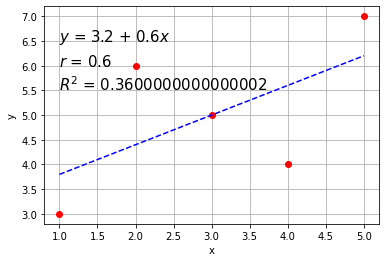 7.0
6.5
6.0
5.5
5.0
4.5
4.0
3.5
3.0
y
y = 3.2 + 0.6x
r = 0.6
R² = 0.3600000000000002
1.0 1.5 2.0 2.5 3.0 3.5 4.0 4.5 5.0
x